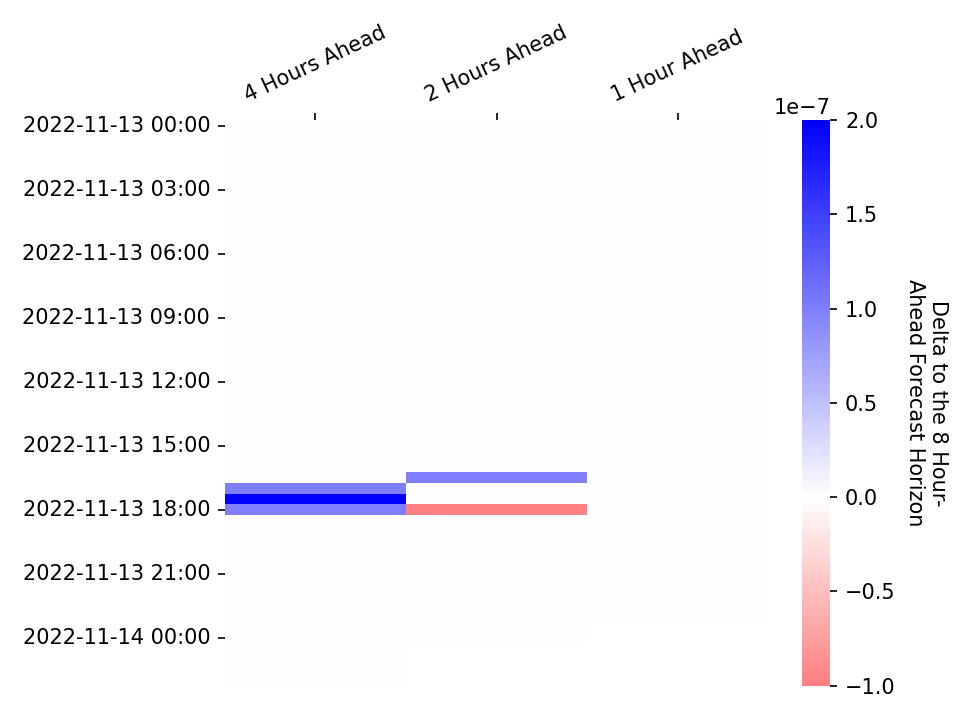 4 Hours Ahead
2 Hours Ahead
1 Hour Ahead
1e−7
2022-11-13 00:00
2022-11-13 03:00
2022-11-13 06:00
2022-11-13 09:00
2022-11-13 12:00
2022-11-13 15:00
2022-11-13 18:00
2022-11-13 21:00
2022-11-14 00:00
2.0
1.5
1.0
0.5
0.0
−0.5
−1.0
Delta to the 8 Hour-
Ahead Forecast Horizon